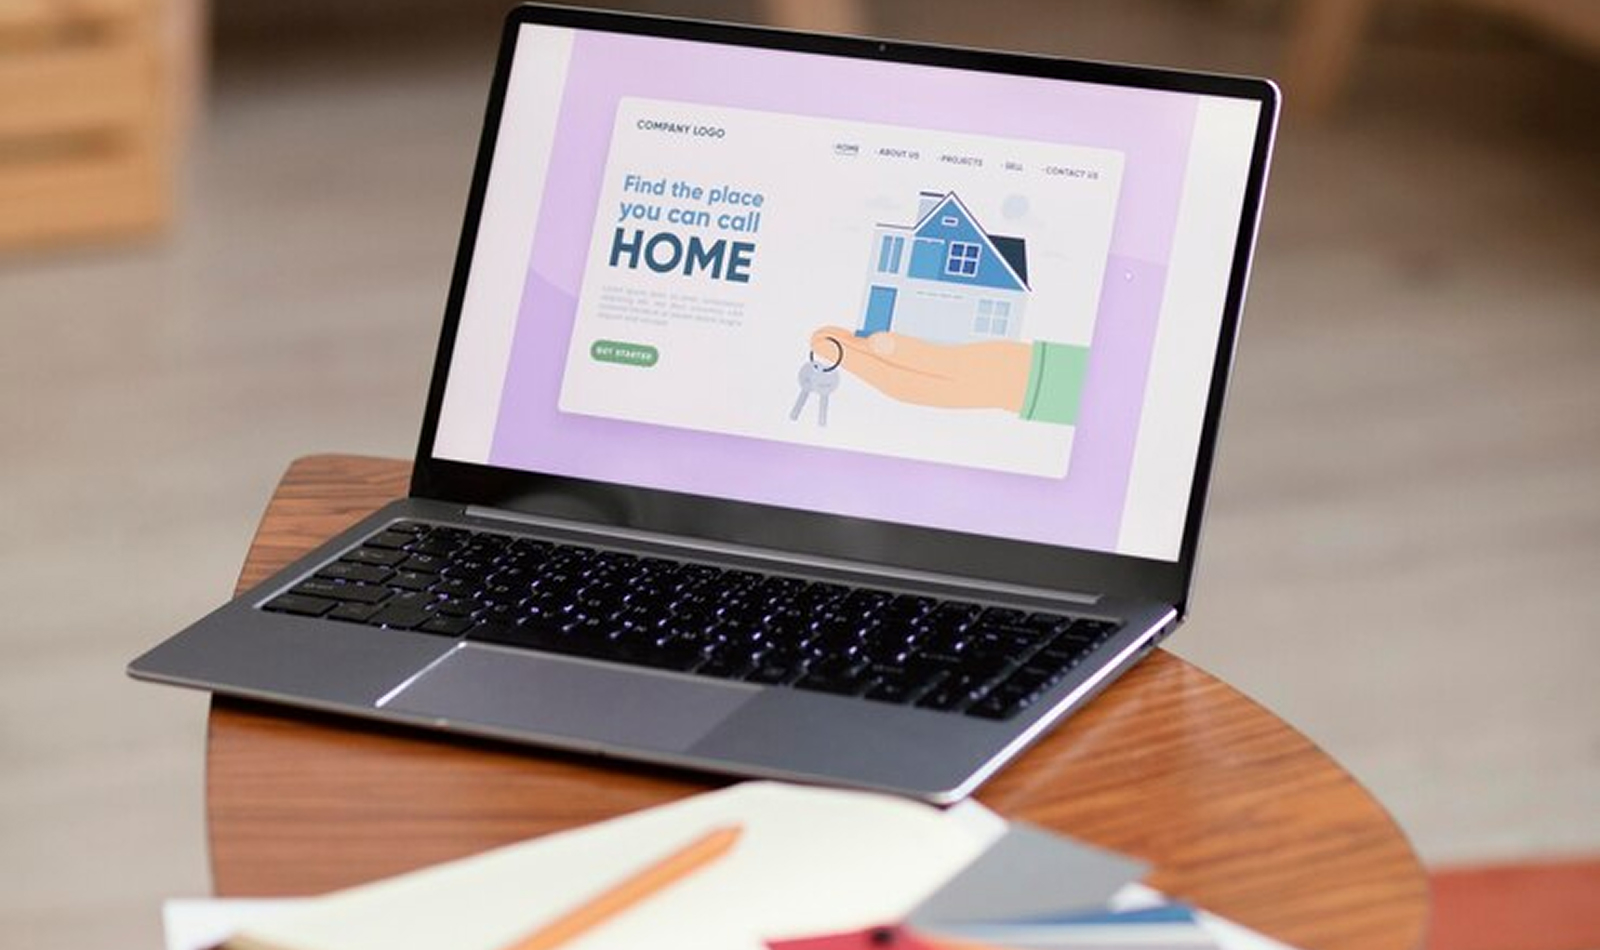 COMPANY LOGO
HOME
ABOUT US
PROJECTS
SELL
CONTACT US
Find the place
you can call
HOME
GET STARTED